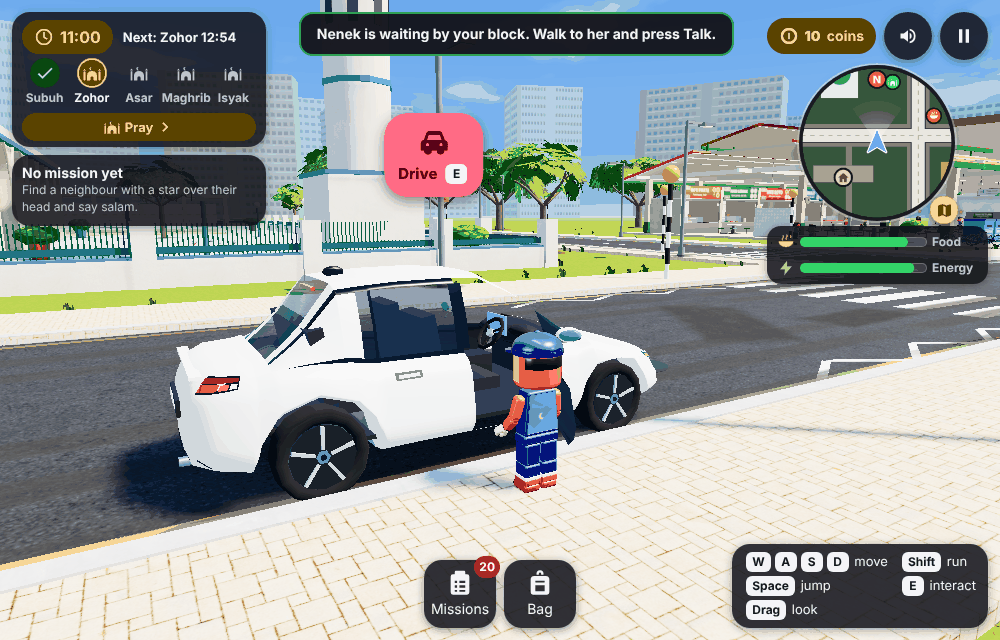 11:00
Next: Zohor 12:54
Subuh
Zohor
Asar
Maghrib
Isyak
Pray
No mission yet
Find a neighbour with a star over their
head and say salam.
Nenek is waiting by your block. Walk to her and press Talk.
10 coins
N
Food
Energy
Drive E
Missions
20
Bag
W A S D move
Shift run
Space jump
E interact
Drag look